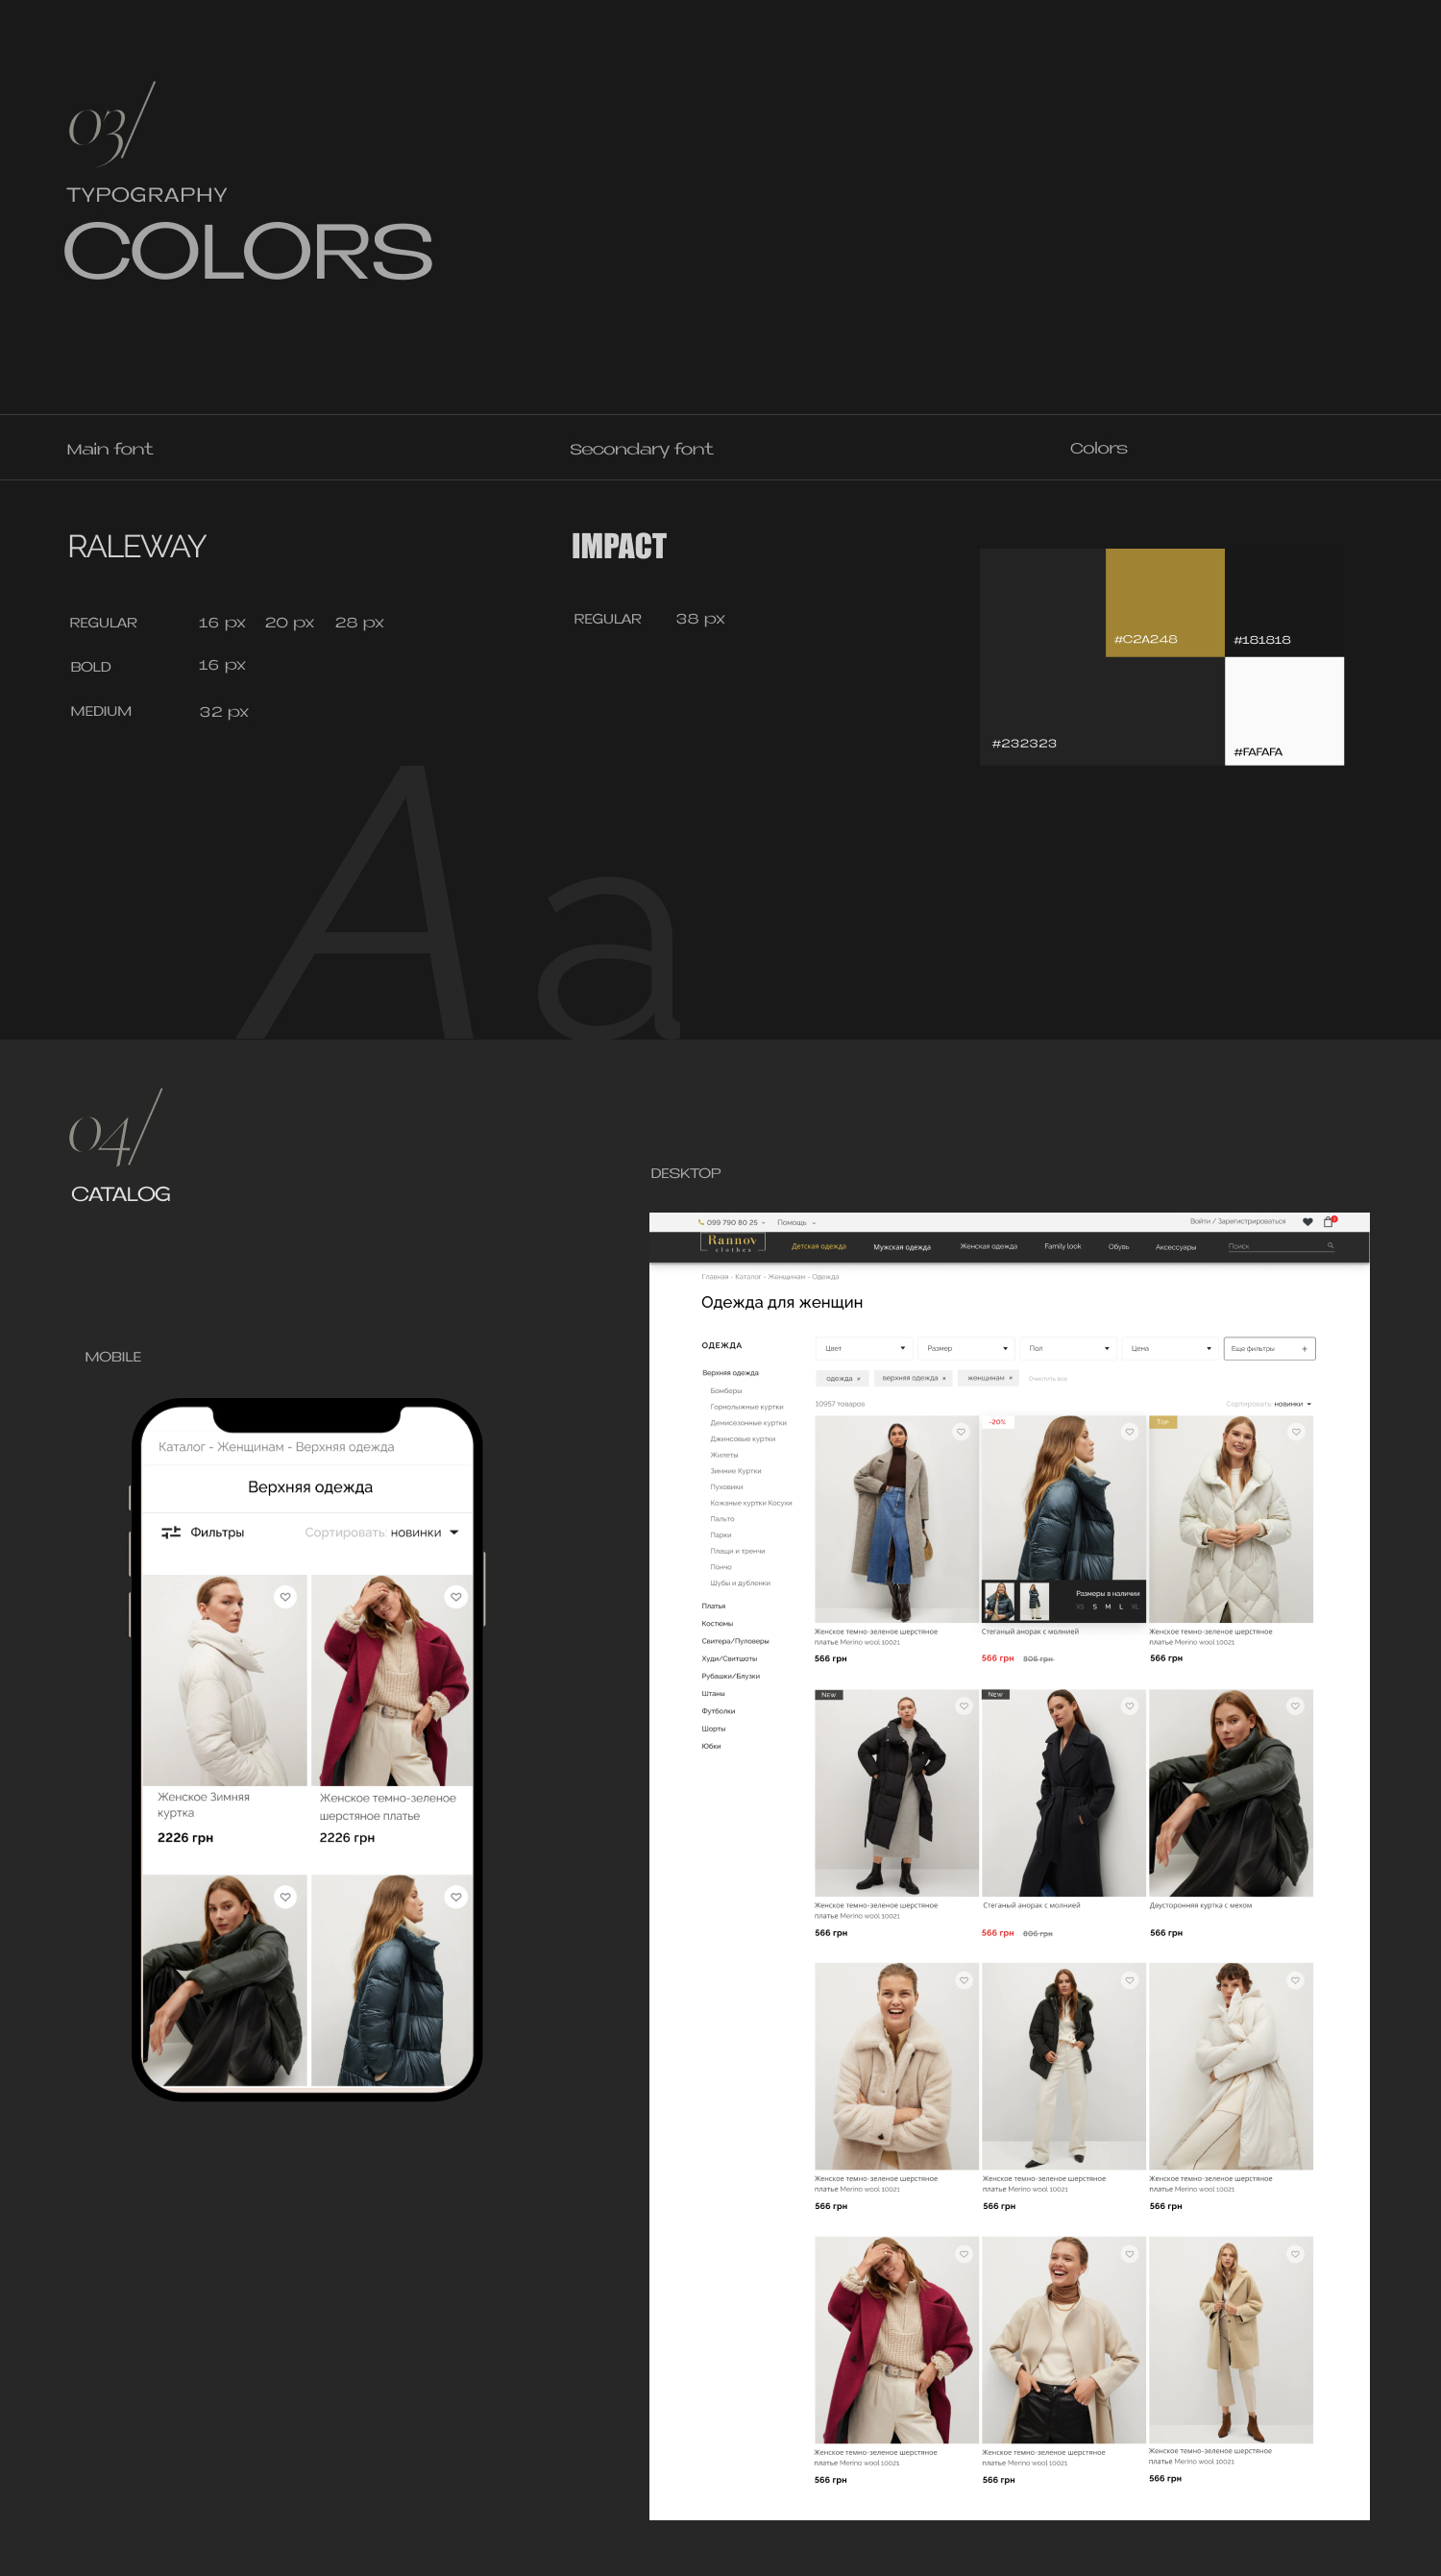 03/
TYPOGRAPHY
COLORS
Main font
Secondary font
Colors
RALEWAY
REGULAR 16 px 20 px 28 px
BOLD 16 px
MEDIUM 32 px
IMPACT
REGULAR 38 px
#C2A248
#181818
#232323
#FAFAFA
Aa
04/
CATALOG
MOBILE
Каталог - Женщинам - Верхняя одежда
Верхняя одежда
Фильтры Сортировать: новинки
Женское Зимняя
куртка
2226 грн
Женское темно-зеленое
шерстяное платье
2226 грн
DESKTOP
099 790 80 25 Помощь Войти / Зарегистрироваться
Rannov
clothes
Детская одежда Мужская одежда Женская одежда Family look Обувь Аксессуары Поиск
Главная - Каталог - Женщинам - Одежда
Одежда для женщин
ОДЕЖДА
Верхняя одежда
Бомберы
Горнолыжные куртки
Демисезонные куртки
Джинсовые куртки
Жилеты
Зимние Куртки
Пуховики
Кожаные куртки Косухи
Пальто
Парки
Плащи и тренчи
Пончо
Шубы и дубленки
Платья
Костюмы
Свитера/Пуловеры
Худи/Свитшоты
Рубашки/Блузки
Штаны
Футболки
Шорты
Юбки
Цвет Размер Пол Цена Еще фильтры +
одежда × верхняя одежда × женщинам × Очистить все
10957 товаров Сортировать: новинки
-20%
Топ
Размеры в наличии
XS S M L XL
Женское темно-зеленое шерстяное
платье Merino wool 10021
566 грн
Стеганый анорак с молнией
566 грн 806 грн
Женское темно-зеленое шерстяное
платье Merino wool 10021
566 грн
New
New
Женское темно-зеленое шерстяное
платье Merino wool 10021
566 грн
Стеганый анорак с молнией
566 грн 806 грн
Двусторонняя куртка с мехом
566 грн
Женское темно-зеленое шерстяное
платье Merino wool 10021
566 грн
Женское темно-зеленое шерстяное
платье Merino wool 10021
566 грн
Женское темно-зеленое шерстяное
платье Merino wool 10021
566 грн
Женское темно-зеленое шерстяное
платье Merino wool 10021
566 грн
Женское темно-зеленое шерстяное
платье Merino wool 10021
566 грн
Женское темно-зеленое шерстяное
платье Merino wool 10021
566 грн